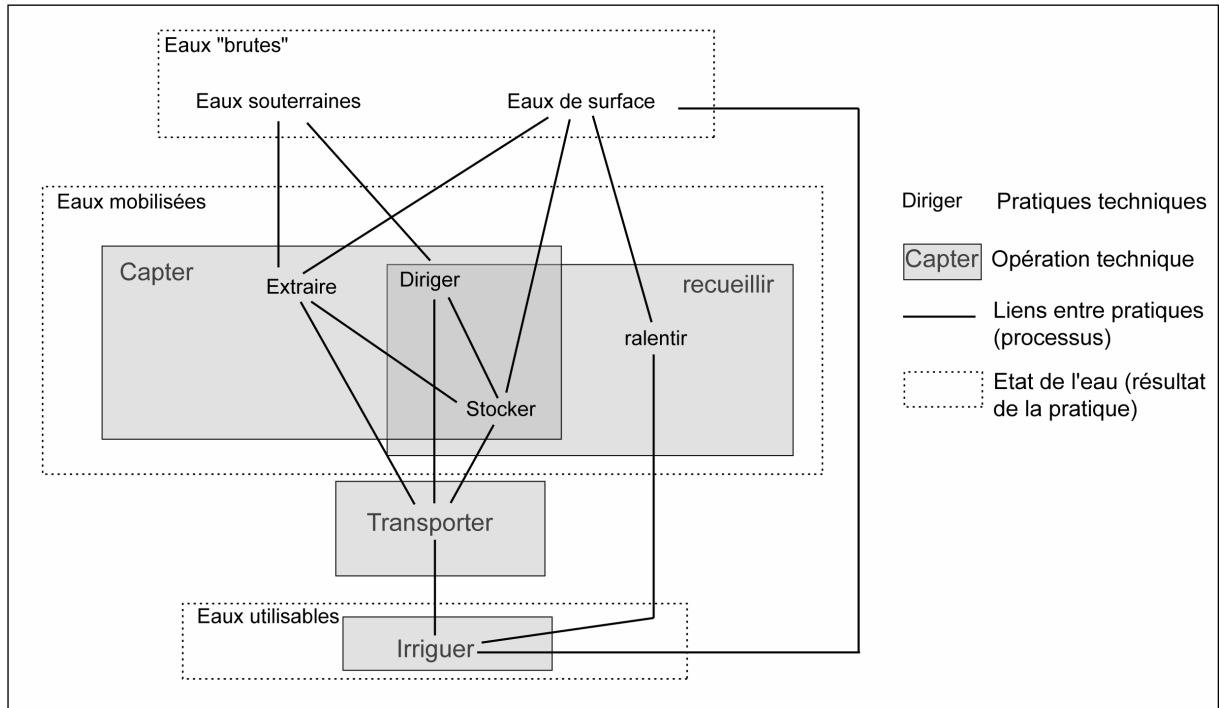 Eaux "brutes"
Eaux souterraines
Eaux de surface
Eaux mobilisées
Capter
Extraire
Diriger
recueillir
ralentir
Stocker
Transporter
Eaux utilisables
Irriguer
Diriger
Pratiques techniques
Capter
Opération technique
Liens entre pratiques
(processus)
Etat de l'eau (résultat
de la pratique)